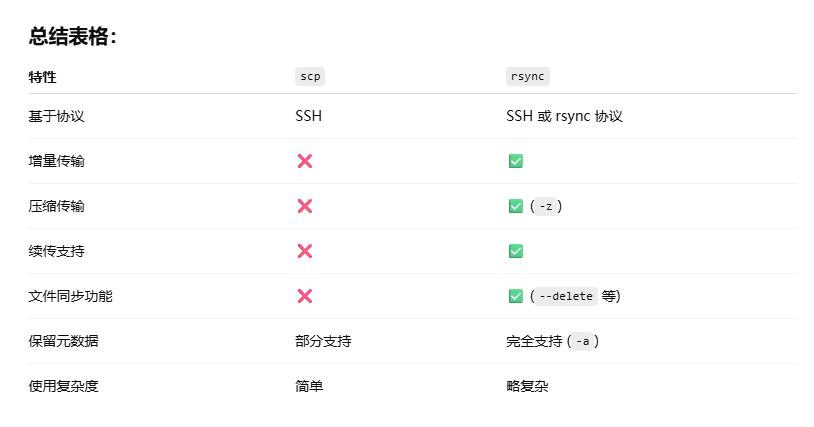 总结表格：
特性 scp rsync
基于协议 SSH SSH 或 rsync 协议
增量传输 ❌ ✅
压缩传输 ❌ ✅ (-z)
续传支持 ❌ ✅
文件同步功能 ❌ ✅ (--delete 等)
保留元数据 部分支持 完全支持 (-a)
使用复杂度 简单 略复杂